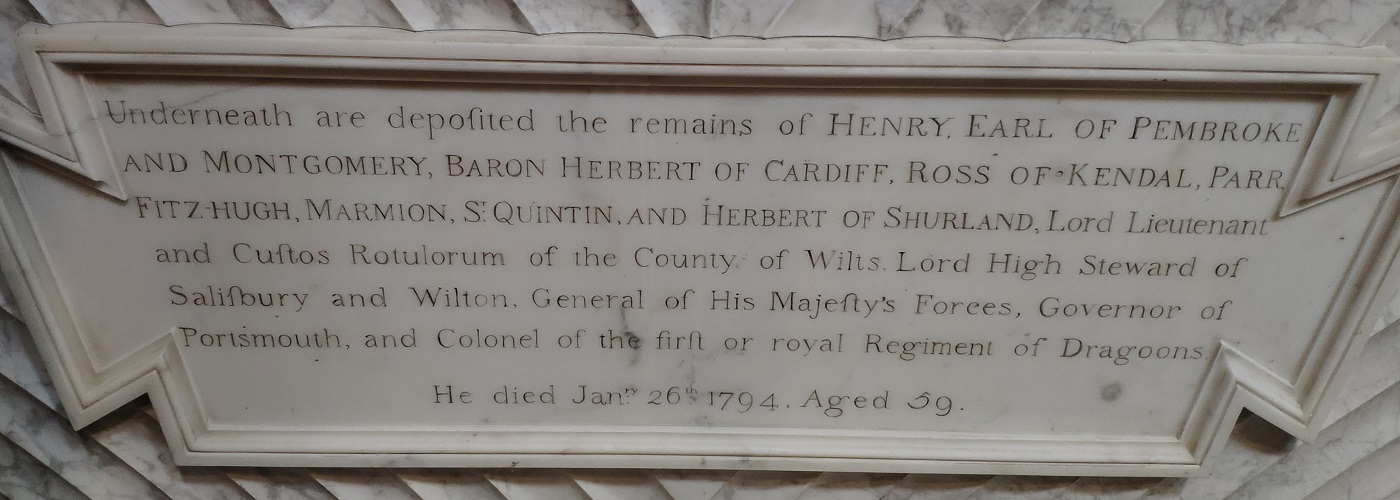 Underneath are depoſited the remains of HENRY, EARL OF PEMBROKE
AND MONTGOMERY, BARON HERBERT OF CARDIFF, ROSS OF KENDAL, PARR,
FITZ-HUGH, MARMION, ST. QUINTIN, AND HERBERT OF SHURLAND, Lord Lieutenant
and Cuſtos Rotulorum of the County of Wilts. Lord High Steward of
Saliſbury and Wilton, General of His Majeſty's Forces, Governor of
Portsmouth, and Colonel of the firſt or royal Regiment of Dragoons.
He died Janry. 26th. 1794. Aged 59.